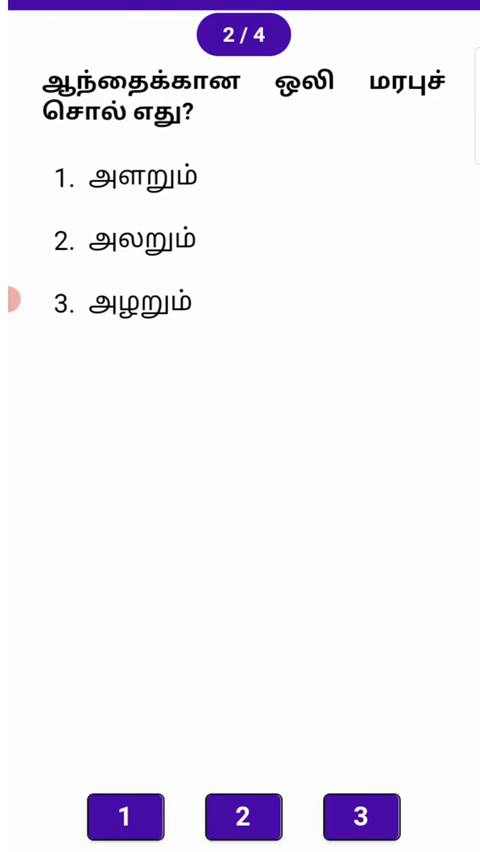 2 / 4
ஆந்தைக்கான ஒலி மரபுச்
சொல் எது?
1. அளறும்
2. அலறும்
3. அழறும்
1 2 3